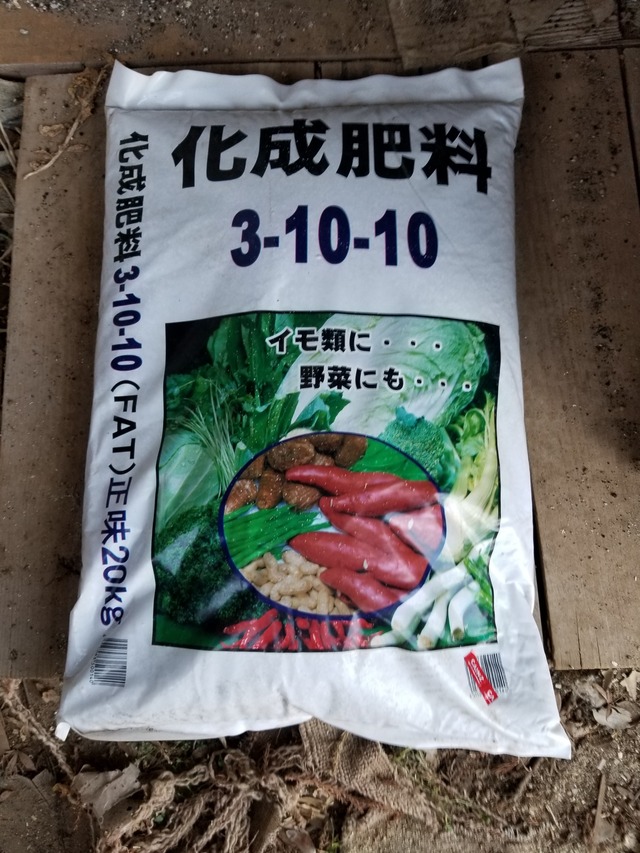 化成肥料
3-10-10
イモ類に・・・
野菜にも・・・
化成肥料3-10-10(FAT)正味20kg